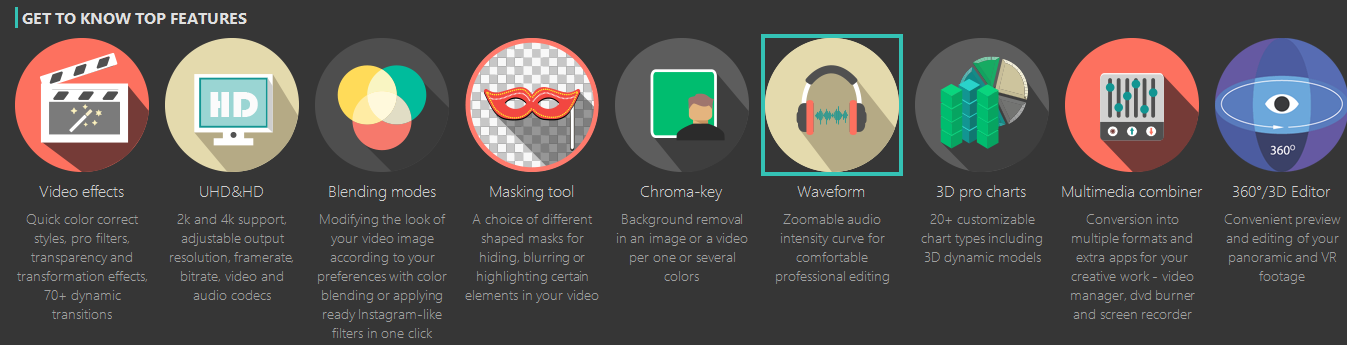 GET TO KNOW TOP FEATURES
HD
360°
Video effects
Quick color correct
styles, pro filters,
transparency and
transformation effects,
70+ dynamic
transitions
UHD&HD
2k and 4k support,
adjustable output
resolution, framerate,
bitrate, video and
audio codecs
Blending modes
Modifying the look of
your video image
according to your
preferences with color
blending or applying
ready Instagram-like
filters in one click
Masking tool
A choice of different
shaped masks for
hiding, blurring or
highlighting certain
elements in your video
Chroma-key
Background removal
in an image or a video
per one or several
colors
Waveform
Zoomable audio
intensity curve for
comfortable
professional editing
3D pro charts
20+ customizable
chart types including
3D dynamic models
Multimedia combiner
Conversion into
multiple formats and
extra apps for your
creative work - video
manager, dvd burner
and screen recorder
360°/3D Editor
Convenient preview
and editing of your
panoramic and VR
footage